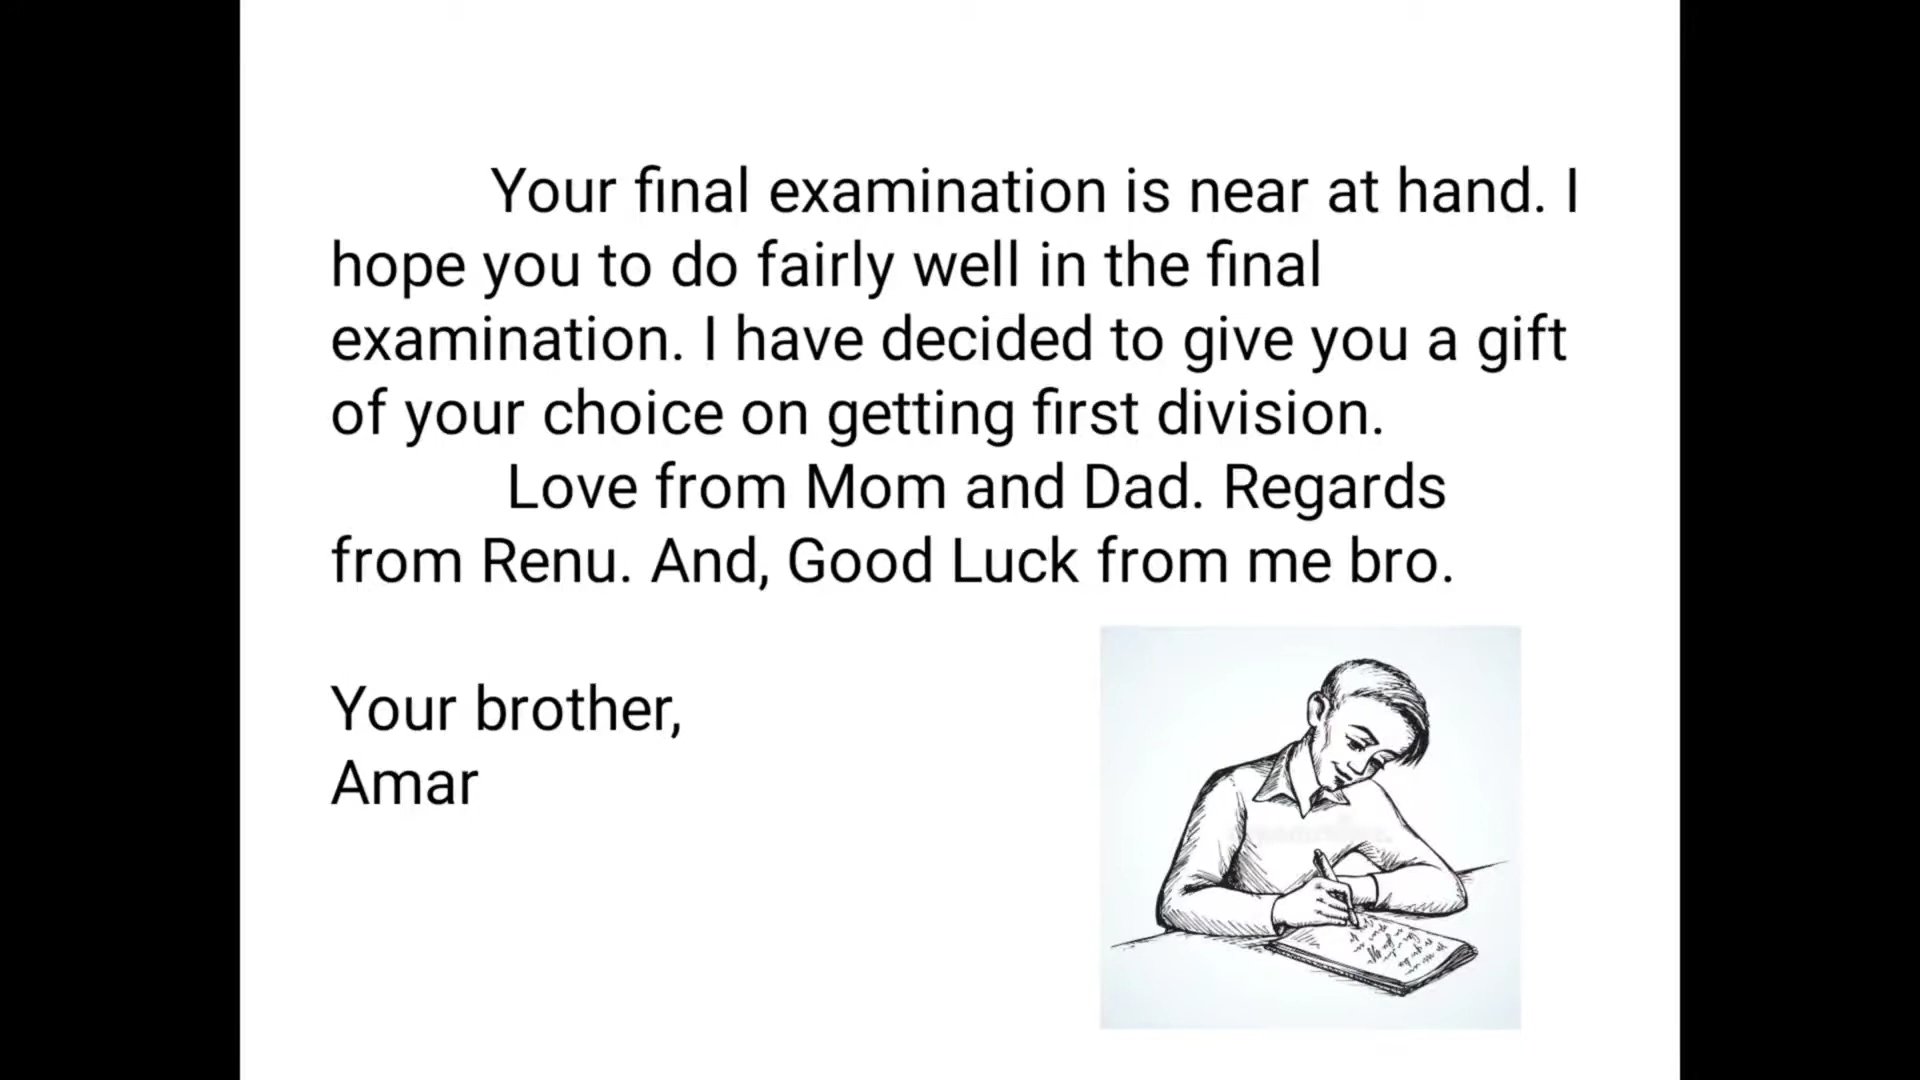 Your final examination is near at hand. I
hope you to do fairly well in the final
examination. I have decided to give you a gift
of your choice on getting first division.
Love from Mom and Dad. Regards
from Renu. And, Good Luck from me bro.
Your brother,
Amar